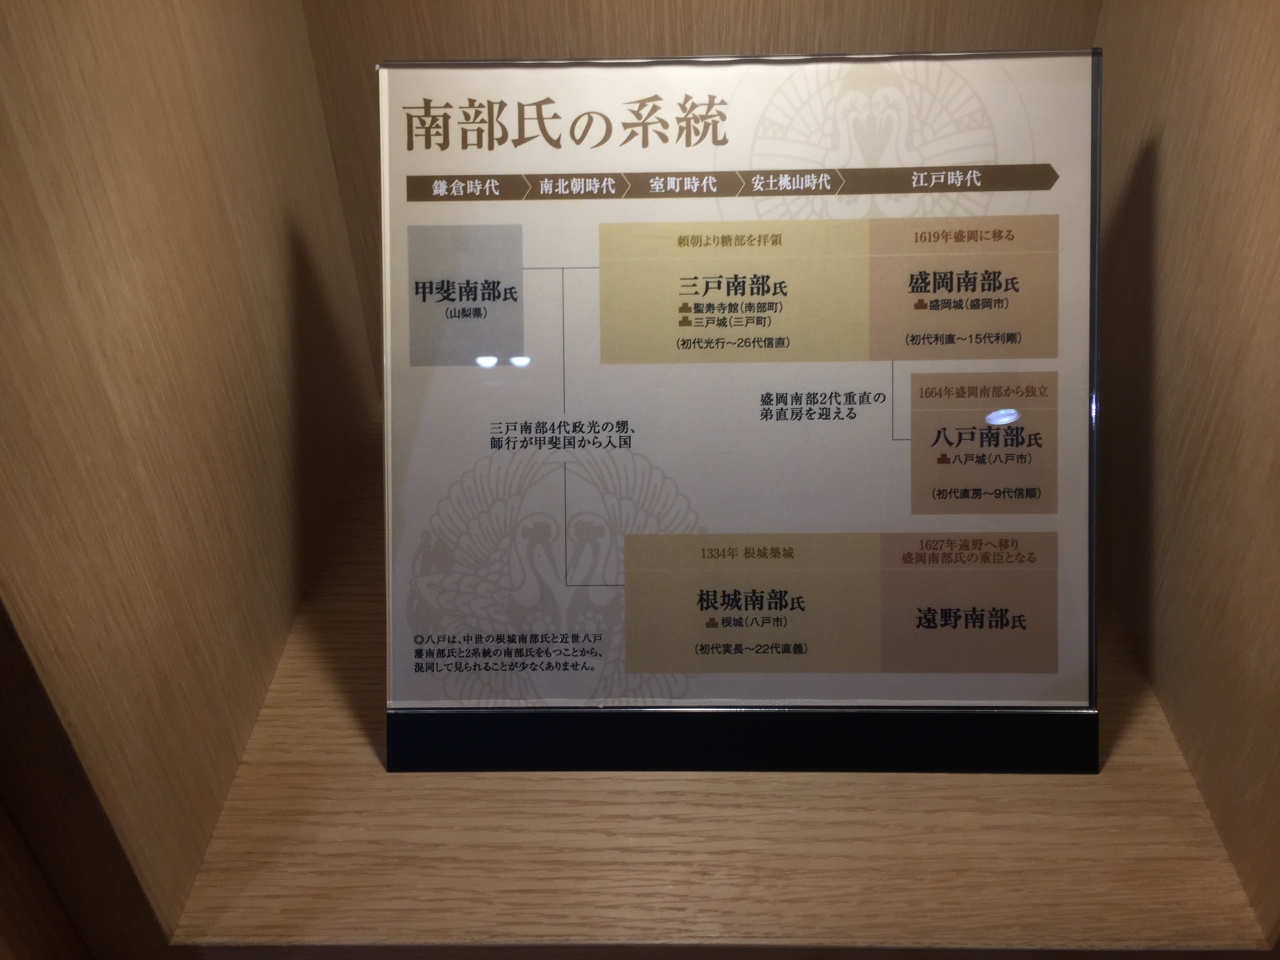 南部氏の系統
鎌倉時代
南北朝時代
室町時代
安土桃山時代
江戸時代
甲斐南部氏
(山梨県)
頼朝より糠部を拝領
三戸南部氏
聖寿寺館(南部町)
三戸城(三戸町)
(初代光行〜26代信直)
1619年盛岡に移る
盛岡南部氏
盛岡城(盛岡市)
(初代利直〜15代利剛)
盛岡南部2代重直の
弟直房を迎える
1664年盛岡南部から独立
八戸南部氏
八戸城(八戸市)
(初代直房〜9代信順)
三戸南部4代政光の甥、
師行が甲斐国から入国
1334年 根城築城
根城南部氏
根城(八戸市)
(初代実長〜22代直義)
1627年遠野へ移り
盛岡南部氏の重臣となる
遠野南部氏
◎八戸は、中世の根城南部氏と近世八戸
藩南部氏と2系統の南部氏をもつことから、
混同して見られることが少なくありません。